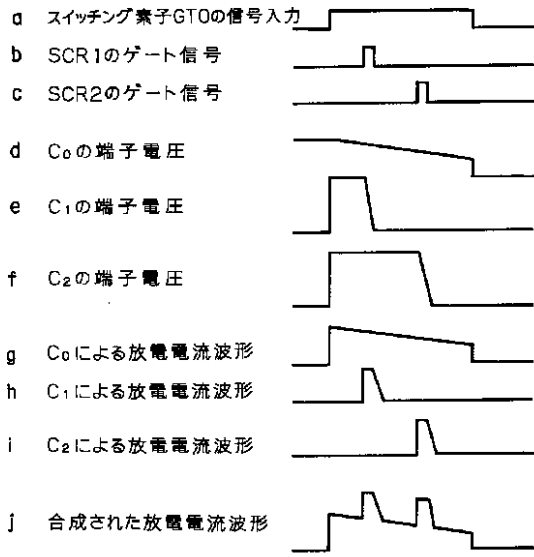 a スイッチング素子GTOの信号入力
b SCR1のゲート信号
c SCR2のゲート信号
d C₀の端子電圧
e C₁の端子電圧
f C₂の端子電圧
g C₀による放電電流波形
h C₁による放電電流波形
i C₂による放電電流波形
j 合成された放電電流波形